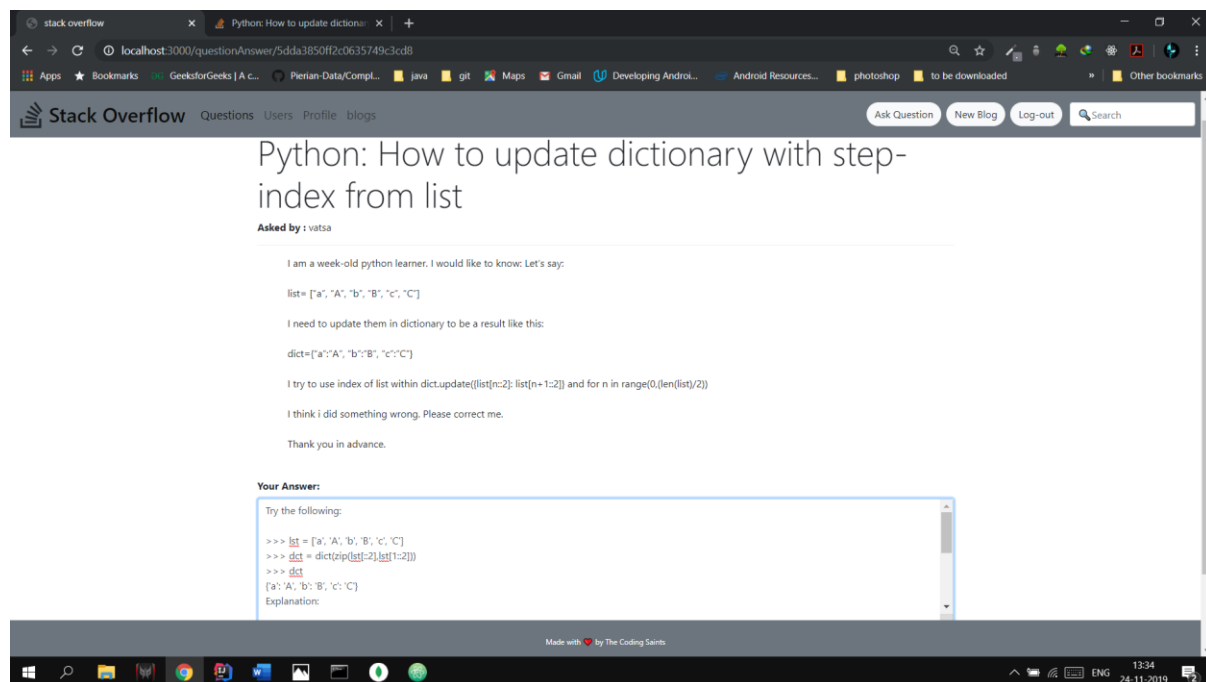 stack overflow
Python: How to update dictionar
localhost:3000/questionAnswer/5dda3850ff2c0635749c3cd8
Apps Bookmarks GeeksforGeeks | A c... Pierian-Data/Compl... java git Maps Gmail Developing Androi... Android Resources... photoshop to be downloaded » Other bookmarks
Stack Overflow Questions Users Profile blogs Ask Question New Blog Log-out Search
Python: How to update dictionary with step-
index from list
Asked by : vatsa
I am a week-old python learner. I would like to know: Let's say:
list= ["a", "A", "b", "B", "c", "C"]
I need to update them in dictionary to be a result like this:
dict={"a":"A", "b":"B", "c":"C"}
I try to use index of list within dict.update({list[n::2]: list[n+1::2]} and for n in range(0,(len(list)/2))
I think i did something wrong. Please correct me.
Thank you in advance.
Your Answer:
Try the following:
>>> lst = ['a', 'A', 'b', 'B', 'c', 'C']
>>> dct = dict(zip(lst[::2],lst[1::2]))
>>> dct
{'a': 'A', 'b': 'B', 'c': 'C'}
Explanation:
Made with ❤ by The Coding Saints
ENG
13:34
24-11-2019